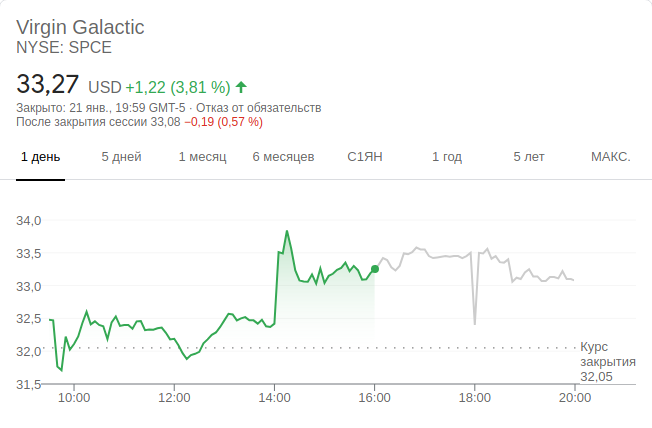 Virgin Galactic
NYSE: SPCE
33,27 USD +1,22 (3,81 %)
Закрыто: 21 янв., 19:59 GMT-5 · Отказ от обязательств
После закрытия сессии 33,08 −0,19 (0,57 %)
1 день 5 дней 1 месяц 6 месяцев С1ЯН 1 год 5 лет МАКС.
34,0
33,5
33,0
32,5
32,0
31,5
Курс
закрытия
32,05
10:00 12:00 14:00 16:00 18:00 20:00